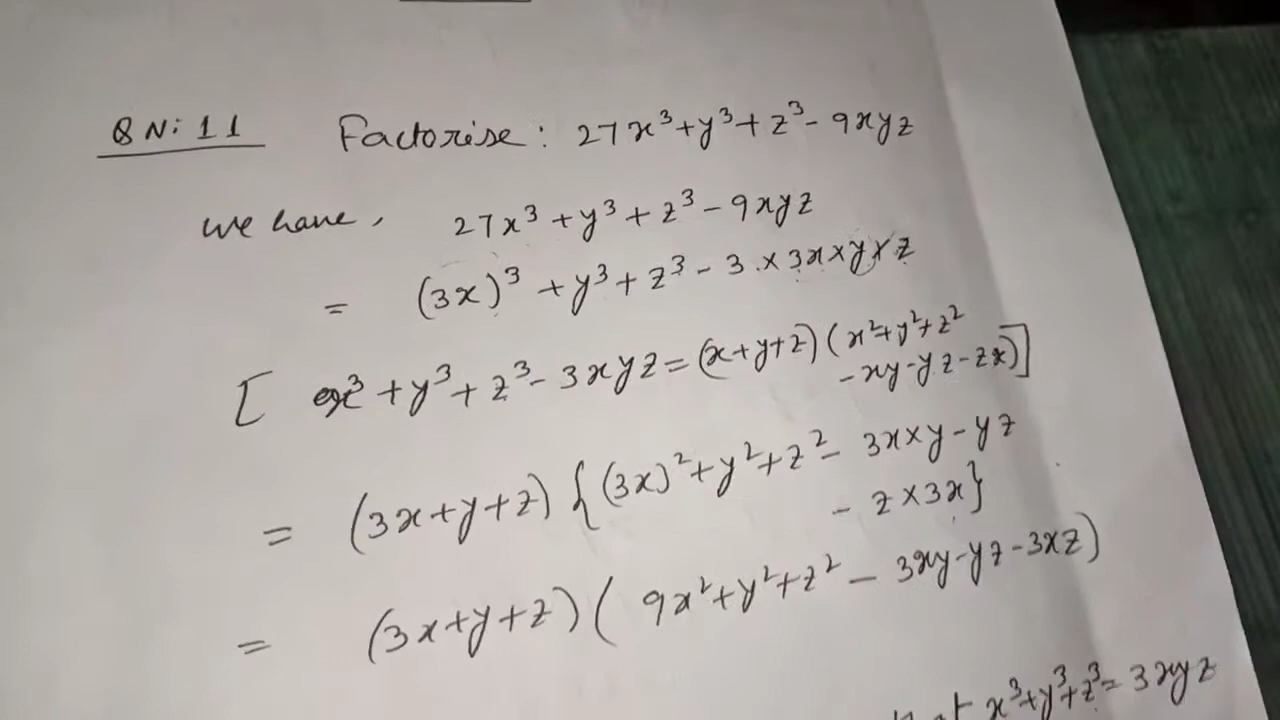 Q N: 11 Factorise: 27x³+y³+z³-9xyz
We have, 27x³+y³+z³-9xyz
= (3x)³+y³+z³-3.×3x×y×z
[ x³+y³+z³-3xyz=(x+y+z)(x²+y²+z²
-xy-yz-zx)]
= (3x+y+z){(3x)²+y²+z²-3x×y-yz
-z×3x}
= (3x+y+z)(9x²+y²+z²-3xy-yz-3xz)
x³+y³+z³=3xyz